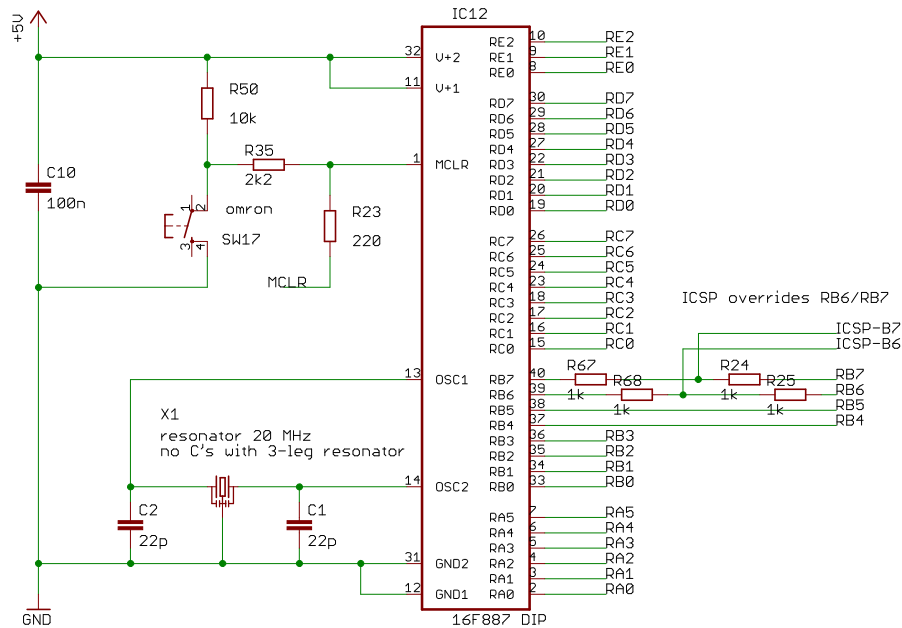 IC12
+5V
10 RE2 RE2
9 RE1 RE1
8 RE0 RE0
32 V+2
11 V+1
30 RD7 RD7
29 RD6 RD6
28 RD5 RD5
27 RD4 RD4
22 RD3 RD3
21 RD2 RD2
20 RD1 RD1
19 RD0 RD0
R50
10k
R35
2k2
1 MCLR
C10
100n
1 2
omron
SW17
3 4
R23
220
MCLR
26 RC7 RC7
25 RC6 RC6
24 RC5 RC5
23 RC4 RC4
18 RC3 RC3
17 RC2 RC2
16 RC1 RC1
15 RC0 RC0
ICSP overrides RB6/RB7
ICSP-B7
ICSP-B6
13 OSC1
RB7 40 R67 1k R24 1k RB7
RB6 39 R68 1k R25 1k RB6
RB5 38 RB5
RB4 37 RB4
RB3 36 RB3
RB2 35 RB2
RB1 34 RB1
RB0 33 RB0
X1
resonator 20 MHz
no C's with 3-leg resonator
14 OSC2
C2
22p
C1
22p
RA5 7 RA5
RA4 6 RA4
RA3 5 RA3
RA2 4 RA2
RA1 3 RA1
RA0 2 RA0
31 GND2
12 GND1
GND
16F887 DIP